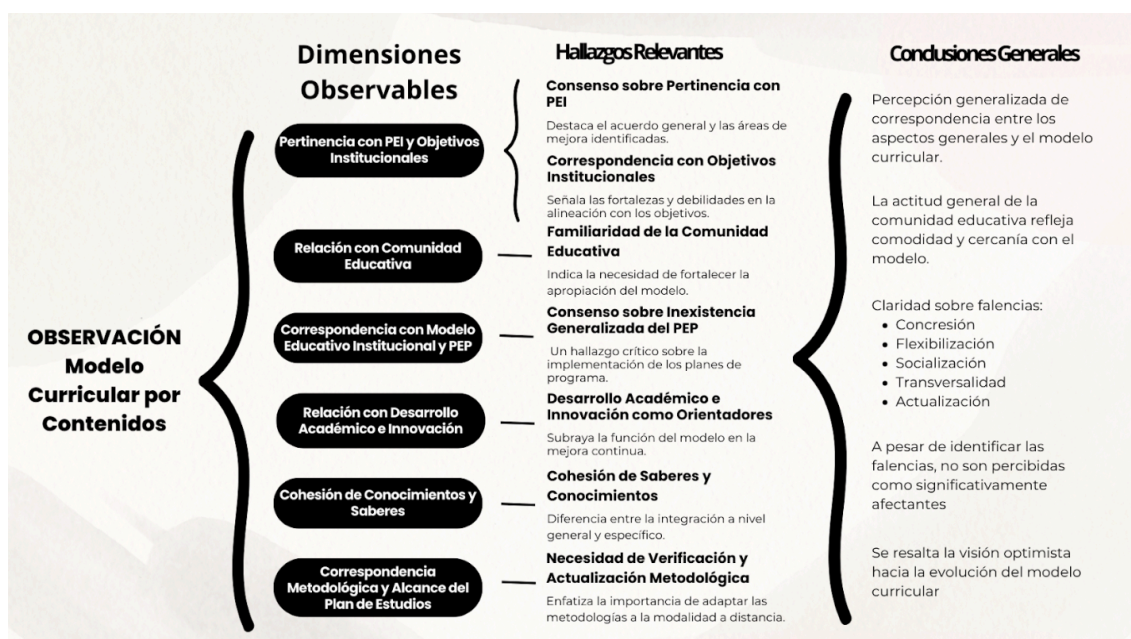 OBSERVACIÓN
Modelo
Curricular por
Contenidos
Dimensiones
Observables
Pertinencia con PEI y Objetivos
Institucionales
Relación con Comunidad
Educativa
Correspondencia con Modelo
Educativo Institucional y PEP
Relación con Desarrollo
Académico e Innovación
Cohesión de Conocimientos y
Saberes
Correspondencia
Metodológica y Alcance del
Plan de Estudios
Hallazgos Relevantes
Consenso sobre Pertinencia con
PEI
Destaca el acuerdo general y las áreas de
mejora identificadas.
Correspondencia con Objetivos
Institucionales
Señala las fortalezas y debilidades en la
alineación con los objetivos.
Familiaridad de la Comunidad
Educativa
Indica la necesidad de fortalecer la
apropiación del modelo.
Consenso sobre Inexistencia
Generalizada del PEP
Un hallazgo crítico sobre la
implementación de los planes de
programa.
Desarrollo Académico e
Innovación como Orientadores
Subraya la función del modelo en la
mejora continua.
Cohesión de Saberes y
Conocimientos
Diferencia entre la integración a nivel
general y específico.
Necesidad de Verificación y
Actualización Metodológica
Enfatiza la importancia de adaptar las
metodologías a la modalidad a distancia.
Conclusiones Generales
Percepción generalizada de
correspondencia entre los
aspectos generales y el modelo
curricular.
La actitud general de la
comunidad educativa refleja
comodidad y cercanía con el
modelo.
Claridad sobre falencias:
• Concresión
• Flexibilización
• Socialización
• Transversalidad
• Actualización
A pesar de identificar las
falencias, no son percibidas
como significativamente
afectantes
Se resalta la visión optimista
hacia la evolución del modelo
curricular